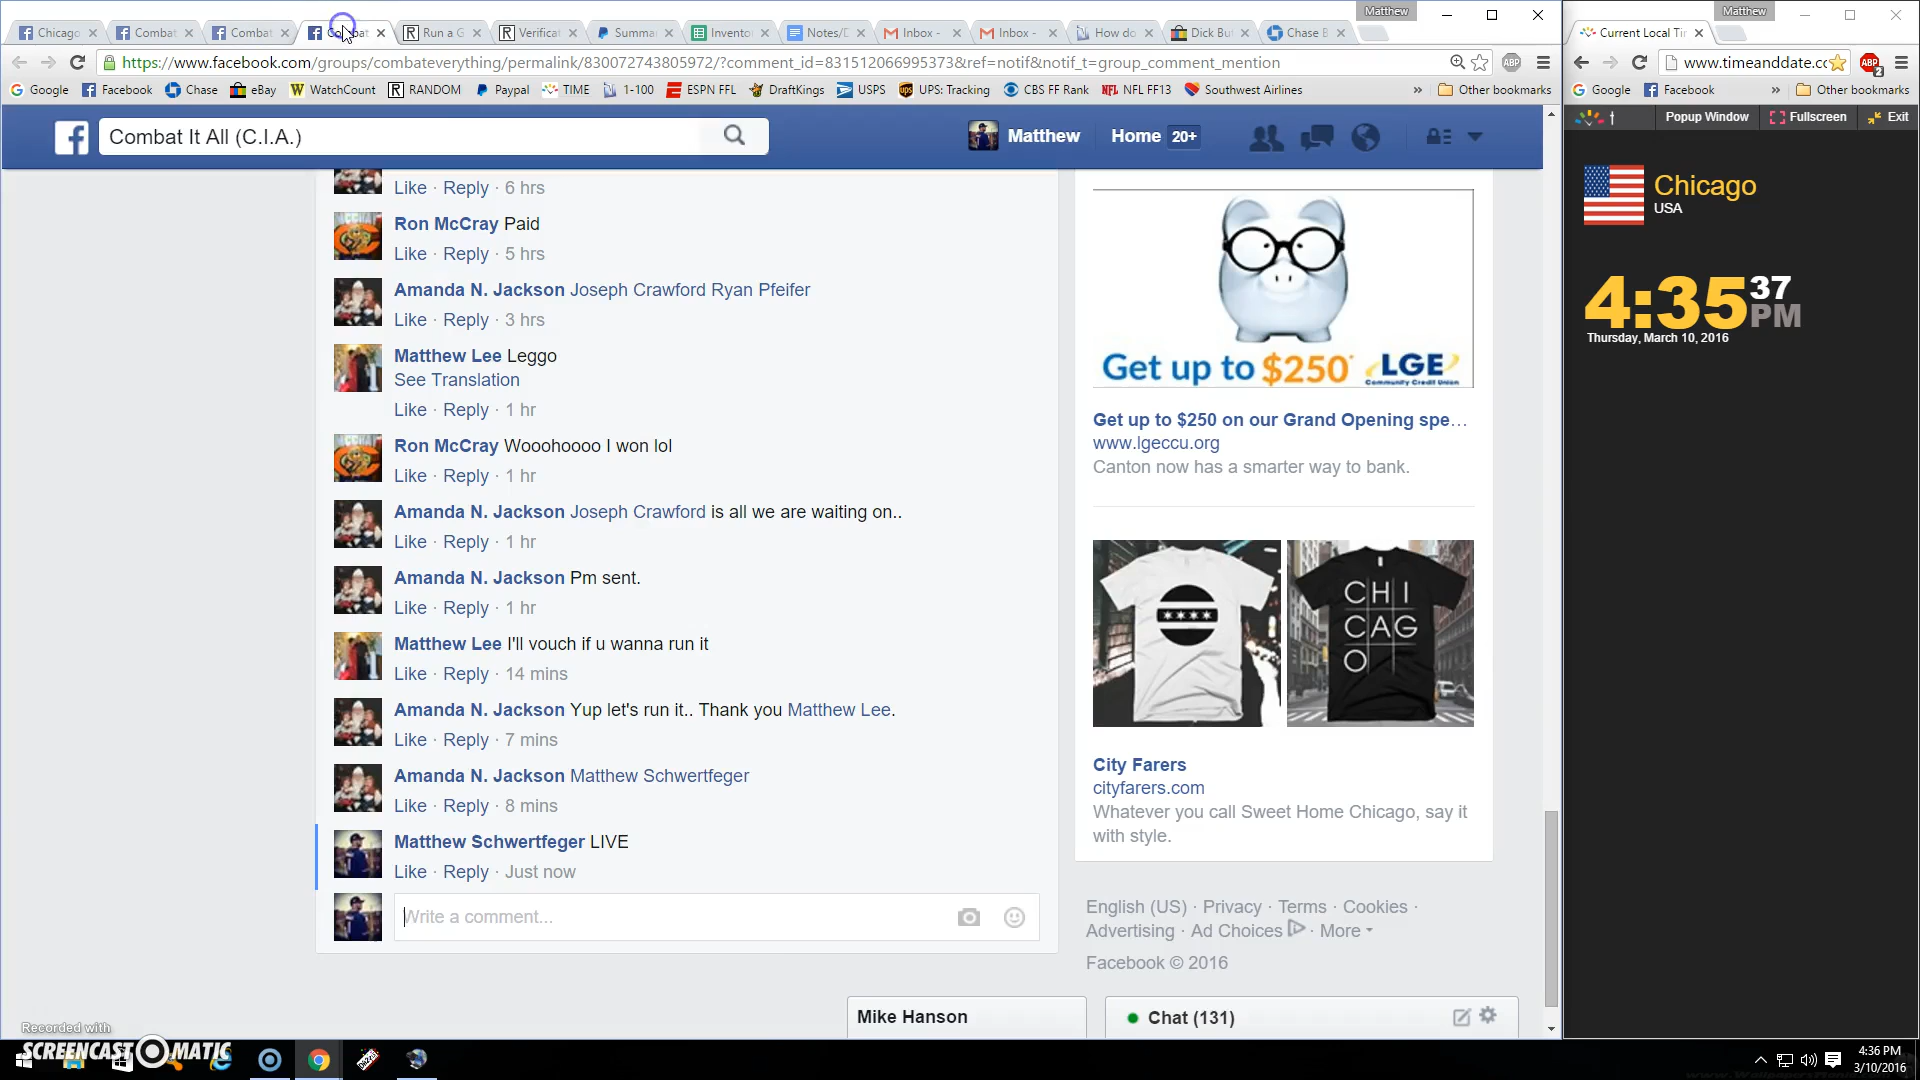 Matthew
Matthew
Chicago
Combat
Combat
Run a G
Verificat
Summa
Invento
Notes/D
Inbox -
Inbox -
How do
Dick But
Chase B
Current Local Tir
https://www.facebook.com/groups/combateverything/permalink/830072743805972/?comment_id=831512066995373&ref=notif&notif_t=group_comment_mention
ABP
www.timeanddate.co
ABP
2
Google
Facebook
Chase
eBay
WatchCount
RANDOM
Paypal
TIME
1-100
ESPN FFL
DraftKings
USPS
UPS: Tracking
CBS FF Rank
NFL FF13
Southwest Airlines
»
Other bookmarks
Google
Facebook
»
Other bookmarks
Combat It All (C.I.A.)
Matthew
Home 20+
t
Popup Window
Fullscreen
Exit
Chicago
USA
4:35 37 PM
Thursday, March 10, 2016
Like · Reply · 6 hrs
Ron McCray Paid
Like · Reply · 5 hrs
Amanda N. Jackson Joseph Crawford Ryan Pfeifer
Like · Reply · 3 hrs
Matthew Lee Leggo
See Translation
Like · Reply · 1 hr
Ron McCray Wooohoooo I won lol
Like · Reply · 1 hr
Amanda N. Jackson Joseph Crawford is all we are waiting on..
Like · Reply · 1 hr
Amanda N. Jackson Pm sent.
Like · Reply · 1 hr
Matthew Lee I'll vouch if u wanna run it
Like · Reply · 14 mins
Amanda N. Jackson Yup let's run it.. Thank you Matthew Lee.
Like · Reply · 7 mins
Amanda N. Jackson Matthew Schwertfeger
Like · Reply · 8 mins
Matthew Schwertfeger LIVE
Like · Reply · Just now
Write a comment...
Get up to $250* LGE
Community Credit Union
Get up to $250 on our Grand Opening spe…
www.lgeccu.org
Canton now has a smarter way to bank.
CHI
CAG
O
City Farers
cityfarers.com
Whatever you call Sweet Home Chicago, say it
with style.
English (US) · Privacy · Terms · Cookies ·
Advertising · Ad Choices · More
Facebook © 2016
Mike Hanson
Chat (131)
Recorded with
SCREENCAST-O-MATIC
4:36 PM
3/10/2016